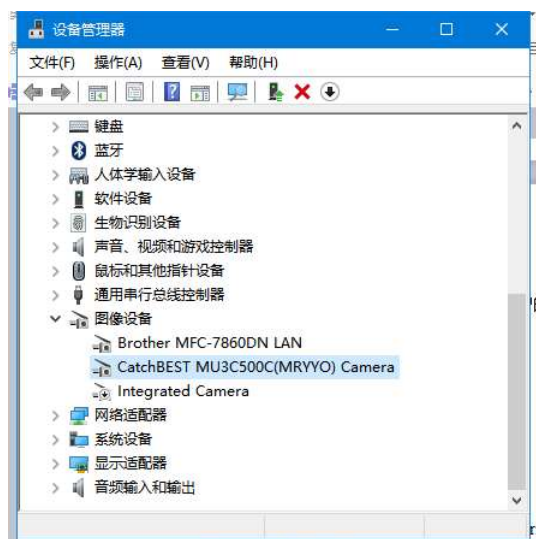 设备管理器
文件(F) 操作(A) 查看(V) 帮助(H)
键盘
蓝牙
人体学输入设备
软件设备
生物识别设备
声音、视频和游戏控制器
鼠标和其他指针设备
通用串行总线控制器
图像设备
Brother MFC-7860DN LAN
CatchBEST MU3C500C(MRYYO) Camera
Integrated Camera
网络适配器
系统设备
显示适配器
音频输入和输出